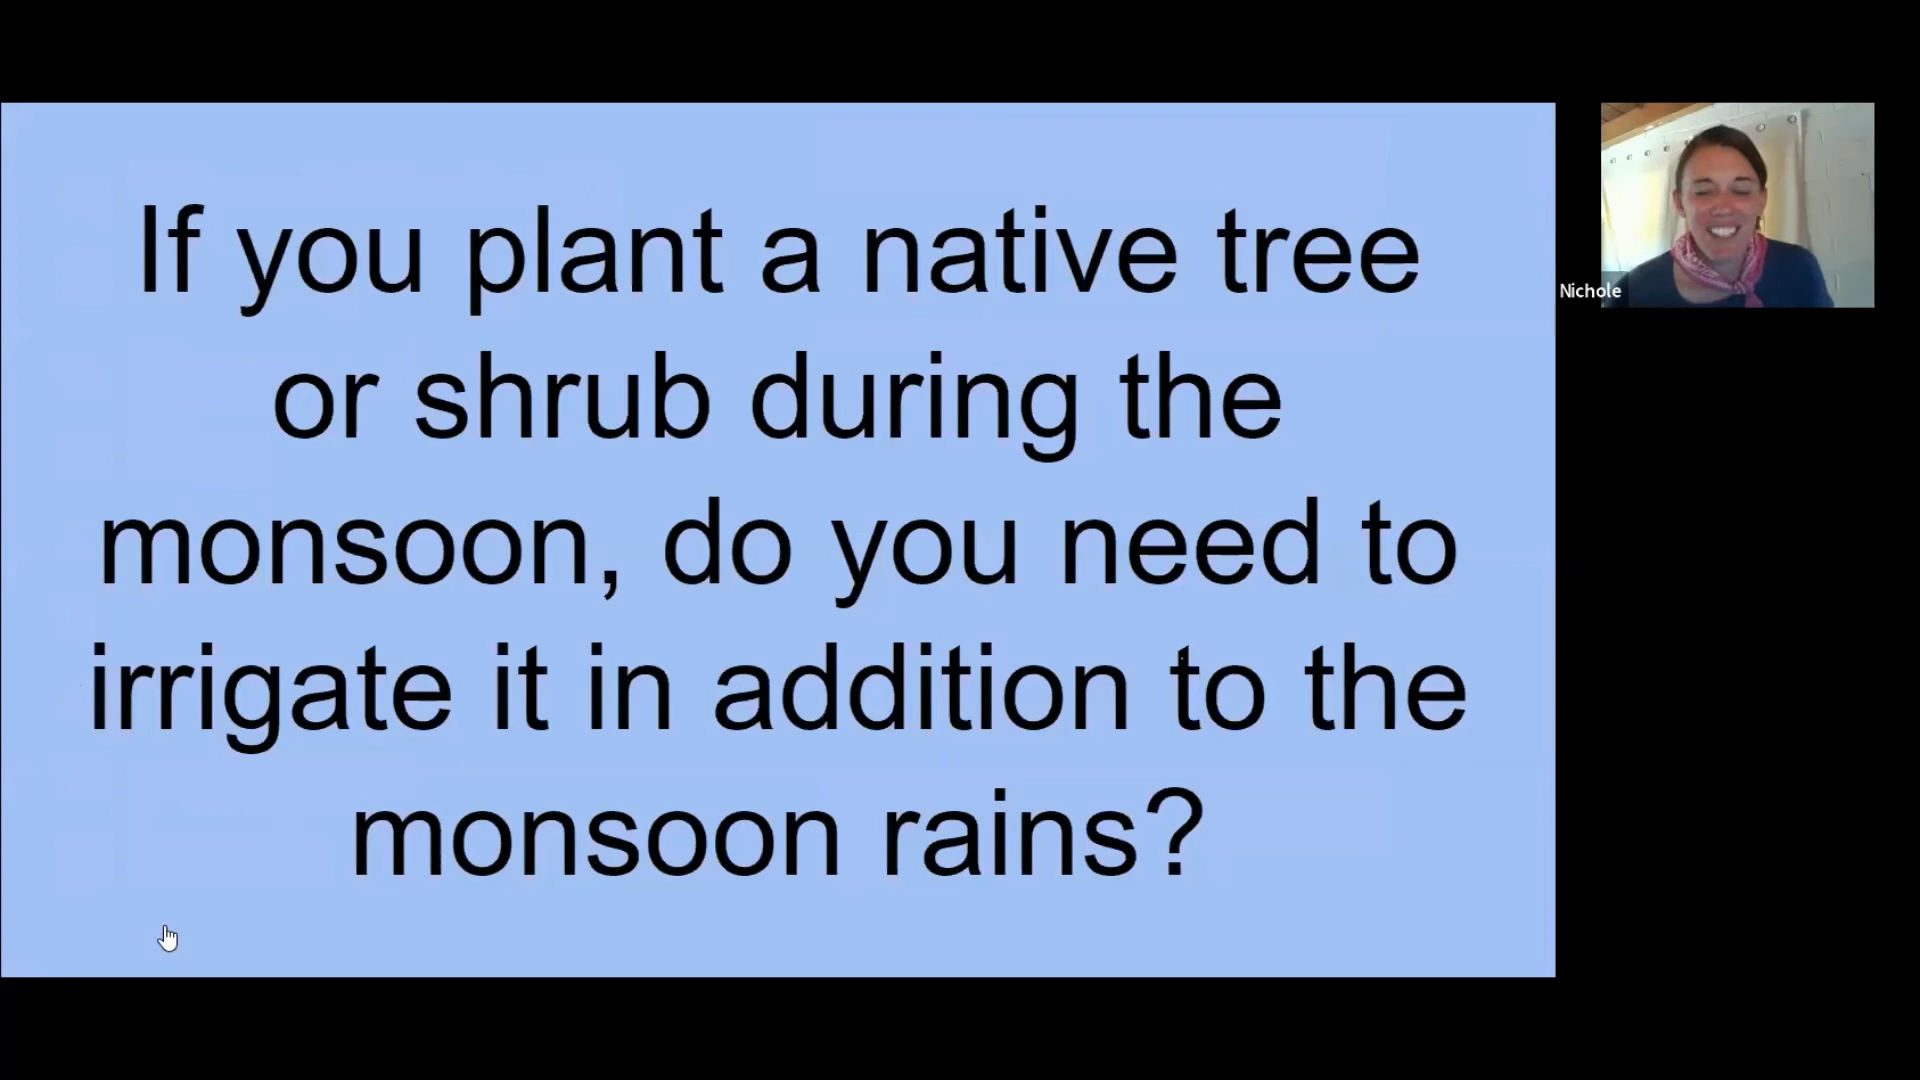 If you plant a native tree
or shrub during the
monsoon, do you need to
irrigate it in addition to the
monsoon rains?
Nichole